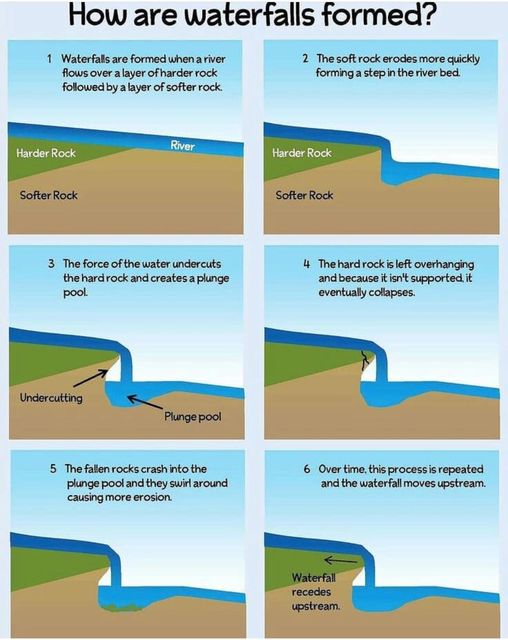 How are waterfalls formed?
1 Waterfalls are formed when a river
flows over a layer of harder rock
followed by a layer of softer rock.
River
Harder Rock
Softer Rock
2 The soft rock erodes more quickly
forming a step in the river bed.
Harder Rock
Softer Rock
3 The force of the water undercuts
the hard rock and creates a plunge
pool.
Undercutting
Plunge pool
4 The hard rock is left overhanging
and because it isn't supported, it
eventually collapses.
5 The fallen rocks crash into the
plunge pool and they swirl around
causing more erosion.
6 Over time, this process is repeated
and the waterfall moves upstream.
Waterfall
recedes
upstream.